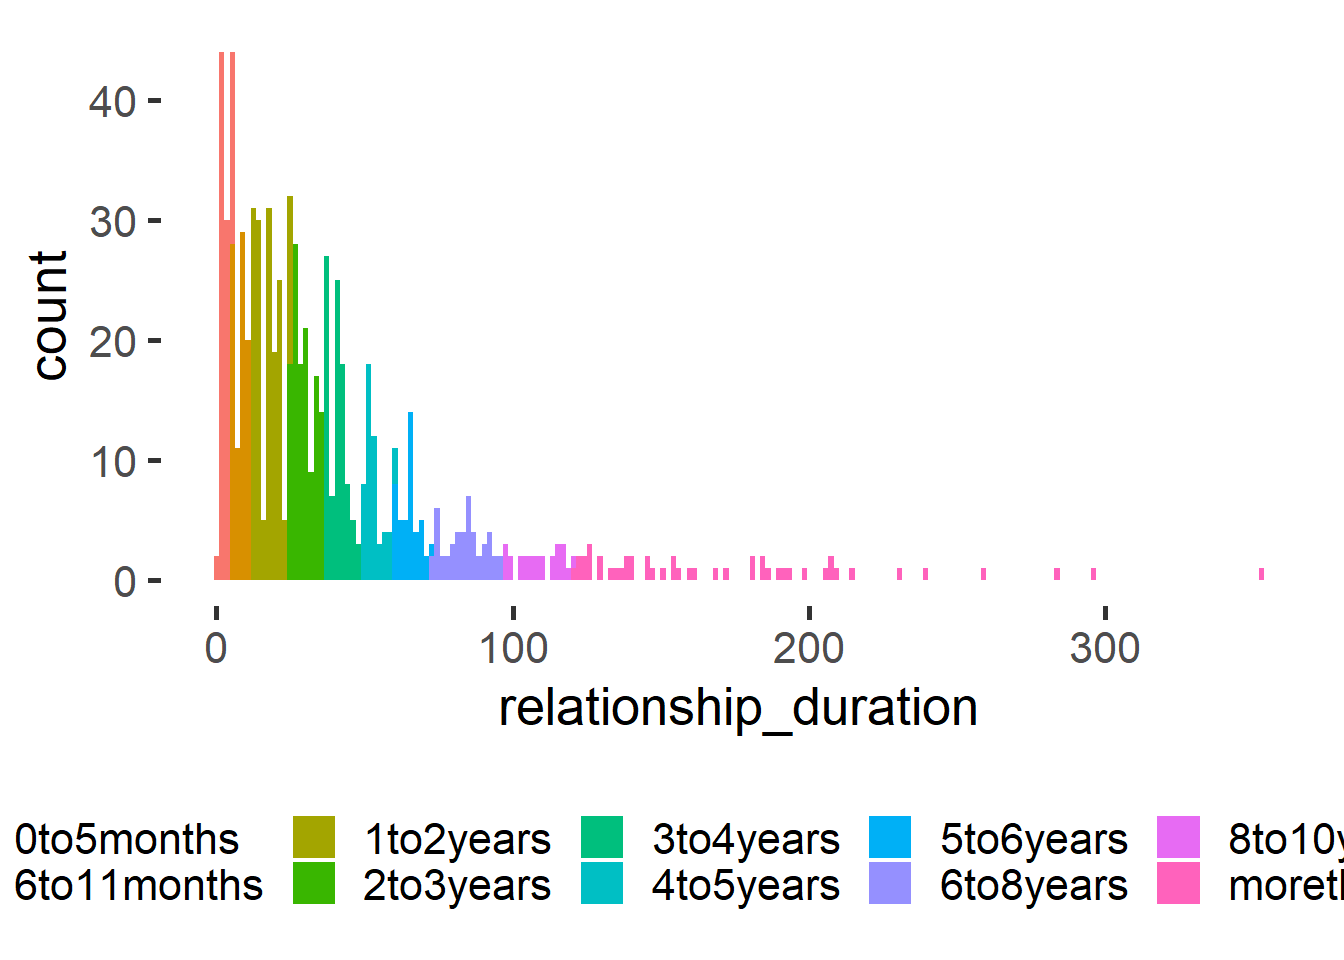 40
30
20
10
0
count
0 100 200 300
relationship_duration
0to5months 1to2years 3to4years 5to6years
6to11months 2to3years 4to5years 6to8years